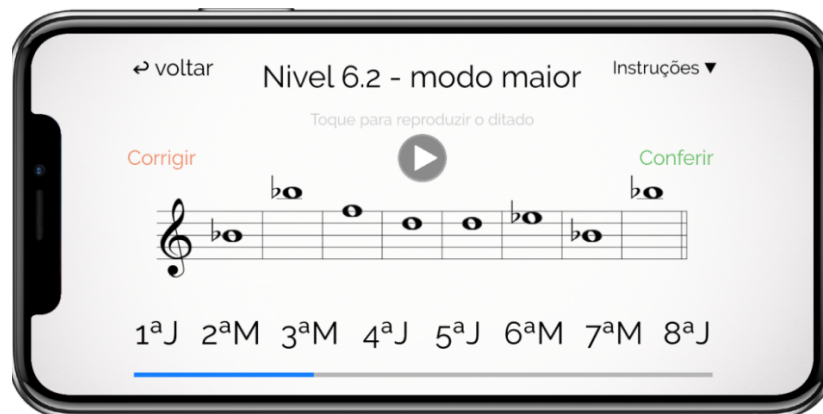 ↩ voltar
Nivel 6.2 - modo maior
Instruções ▼
Toque para reproduzir o ditado
Corrigir
Conferir
1ªJ 2ªM 3ªM 4ªJ 5ªJ 6ªM 7ªM 8ªJ